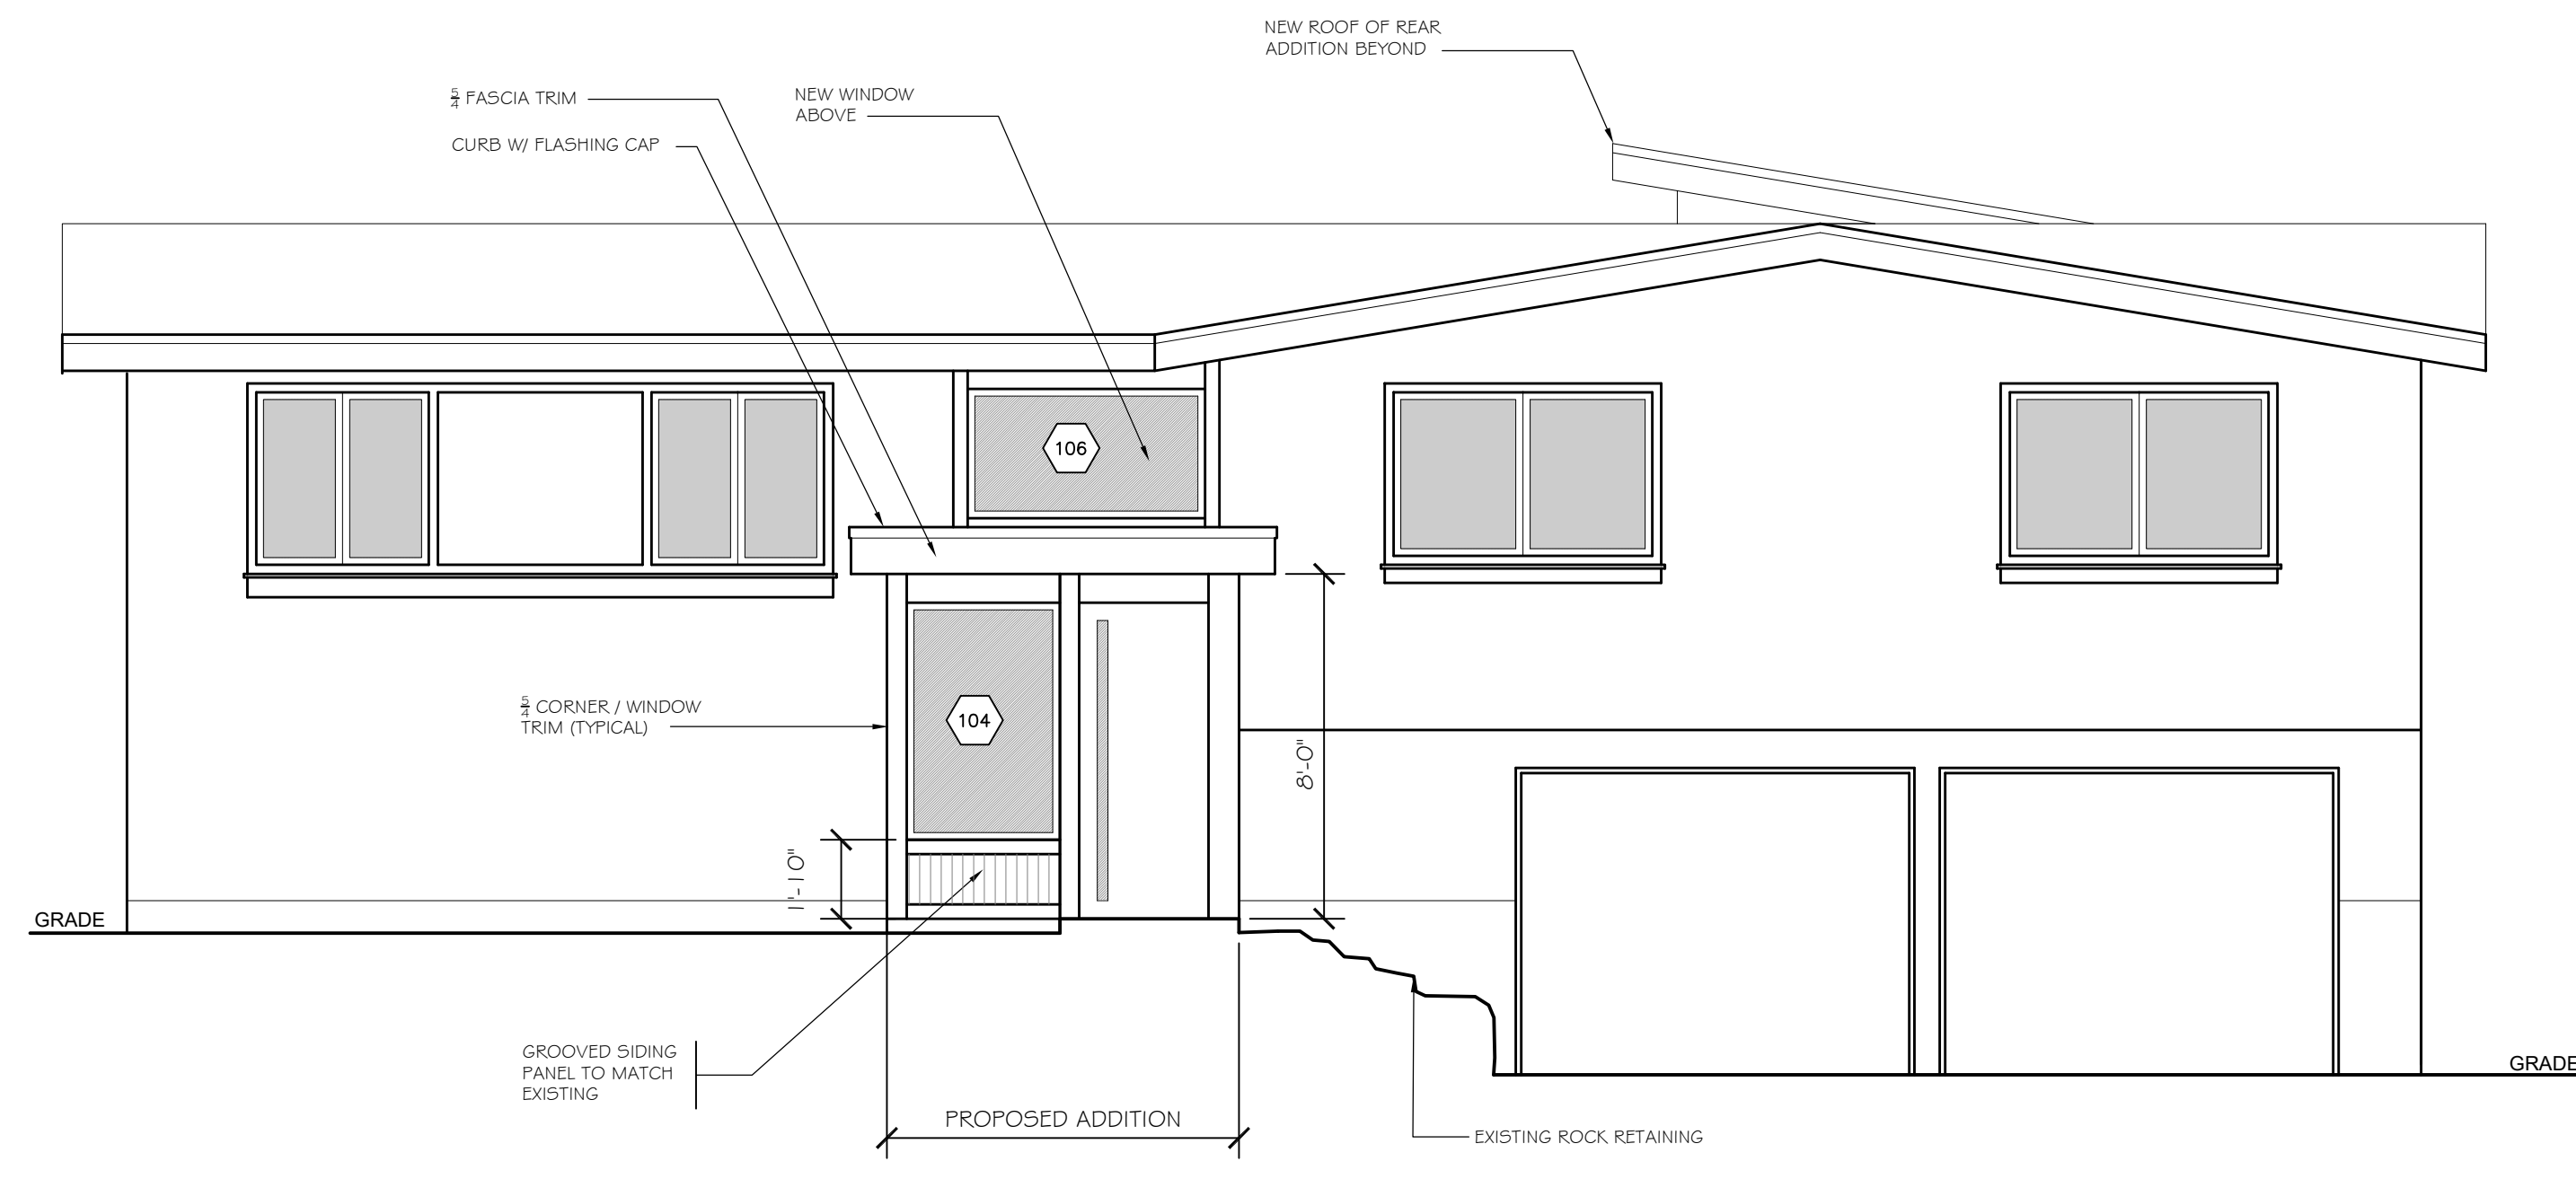 NEW ROOF OF REAR
ADDITION BEYOND
5/4 FASCIA TRIM
NEW WINDOW
ABOVE
CURB W/ FLASHING CAP
106
5/4 CORNER / WINDOW
TRIM (TYPICAL)
104
8'-0"
1'-10"
GRADE
GRADE
GROOVED SIDING
PANEL TO MATCH
EXISTING
PROPOSED ADDITION
EXISTING ROCK RETAINING